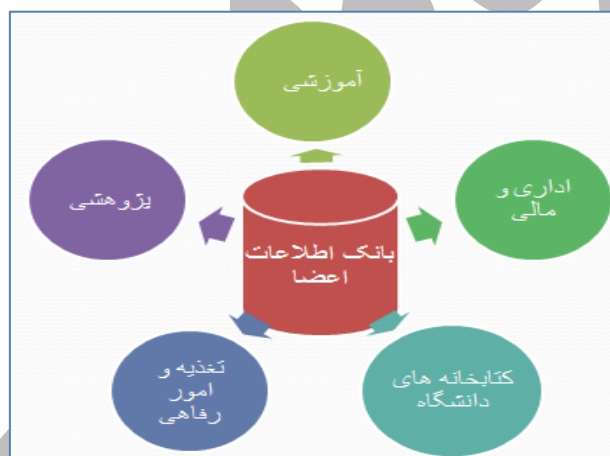 آموزشی
اداری و
مالی
پژوهشی
بانک اطلاعات
اعضا
کتابخانه های
دانشگاه
تغذیه و
امور
رفاهی